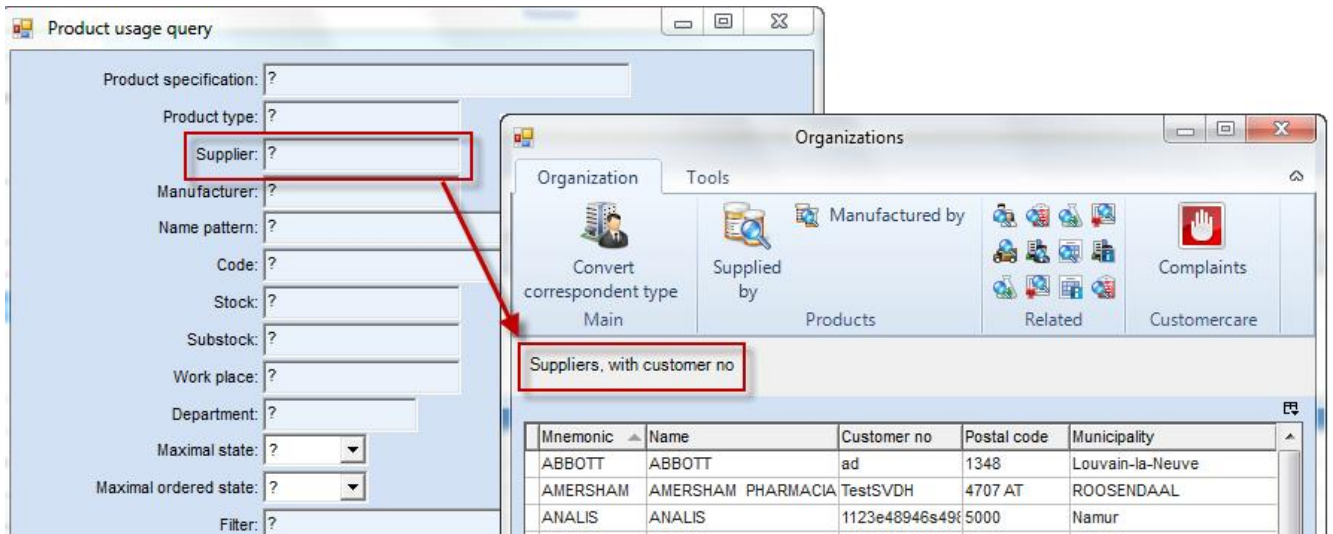 Product usage query
Product specification: ?
Product type: ?
Supplier: ?
Manufacturer: ?
Name pattern: ?
Code: ?
Stock: ?
Substock: ?
Work place: ?
Department: ?
Maximal state: ?
Maximal ordered state: ?
Filter: ?
Organizations
Organization Tools
Convert correspondent type
Supplied by
Manufactured by
Complaints
Main Products Related Customercare
Suppliers, with customer no
Mnemonic Name Customer no Postal code Municipality
ABBOTT ABBOTT ad 1348 Louvain-la-Neuve
AMERSHAM AMERSHAM PHARMACIA TestSVDH 4707 AT ROOSENDAAL
ANALIS ANALIS 1123e48946s498 5000 Namur